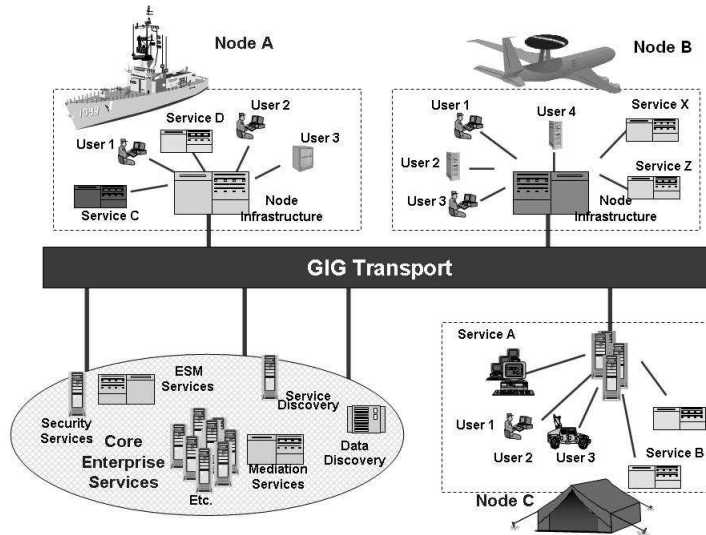 Node A
1099
Service D
User 2
User 1
User 3
Service C
Node
Infrastructure
Node B
User 1
User 4
Service X
User 2
Service Z
User 3
Node
Infrastructure
GIG Transport
ESM
Services
Service
Discovery
Security
Services
Core
Enterprise
Services
Mediation
Services
Data
Discovery
Etc.
Service A
User 1
User 2
User 3
Service B
Node C